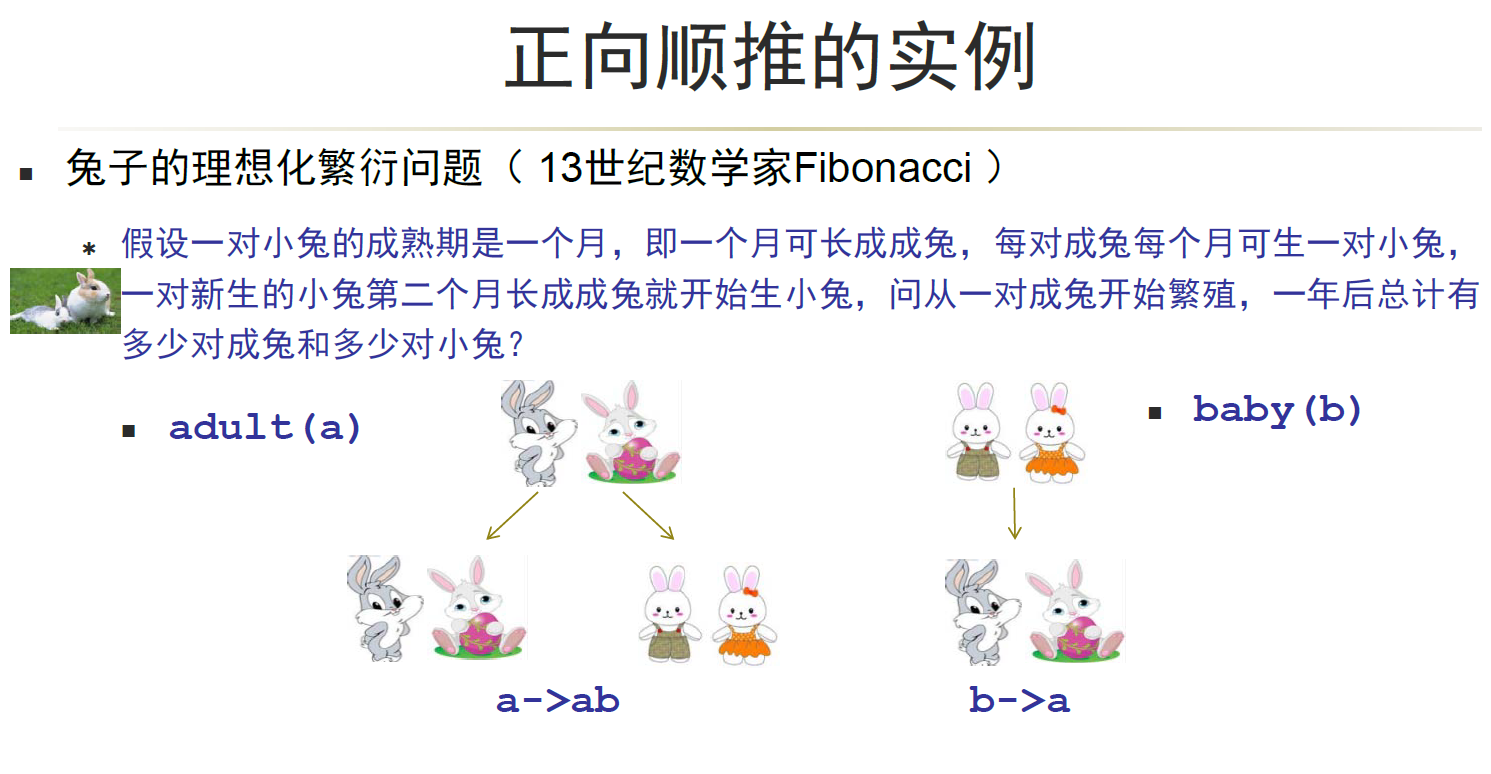 正向顺推的实例
兔子的理想化繁衍问题（ 13世纪数学家Fibonacci ）
假设一对小兔的成熟期是一个月，即一个月可长成成兔，每对成兔每个月可生一对小兔，
一对新生的小兔第二个月长成成兔就开始生小兔，问从一对成兔开始繁殖，一年后总计有
多少对成兔和多少对小兔？
adult(a)
baby(b)
a->ab
b->a